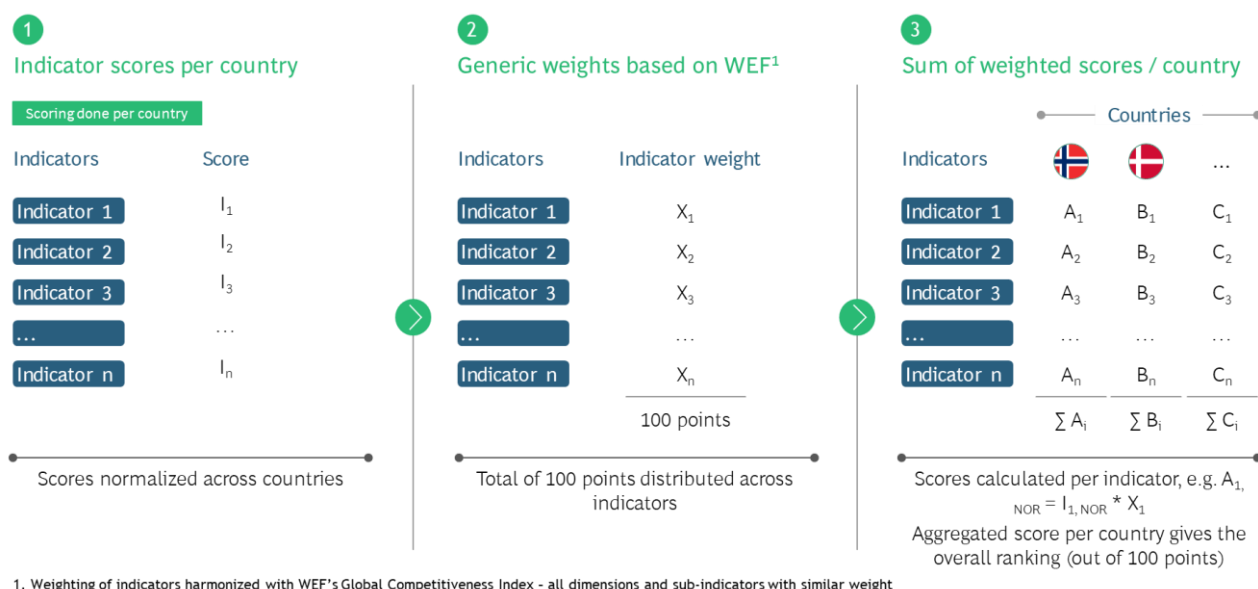 1
Indicator scores per country
Scoring done per country
Indicators Score
Indicator 1 I₁
Indicator 2 I₂
Indicator 3 I₃
... ...
Indicator n Iₙ
Scores normalized across countries
2
Generic weights based on WEF¹
Indicators Indicator weight
Indicator 1 X₁
Indicator 2 X₂
Indicator 3 X₃
... ...
Indicator n Xₙ
100 points
Total of 100 points distributed across
indicators
3
Sum of weighted scores / country
Countries
Indicators ...
Indicator 1 A₁ B₁ C₁
Indicator 2 A₂ B₂ C₂
Indicator 3 A₃ B₃ C₃
... ... ... ...
Indicator n Aₙ Bₙ Cₙ
∑ Aᵢ ∑ Bᵢ ∑ Cᵢ
Scores calculated per indicator, e.g. A₁,
NOR = I₁, NOR * X₁
Aggregated score per country gives the
overall ranking (out of 100 points)
1. Weighting of indicators harmonized with WEF's Global Competitiveness Index – all dimensions and sub-indicators with similar weight